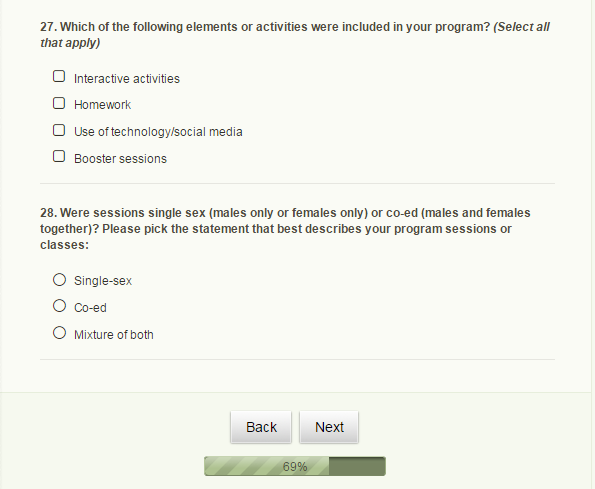 27. Which of the following elements or activities were included in your program? (Select all
that apply)
Interactive activities
Homework
Use of technology/social media
Booster sessions
28. Were sessions single sex (males only or females only) or co-ed (males and females
together)? Please pick the statement that best describes your program sessions or
classes:
Single-sex
Co-ed
Mixture of both
Back Next
69%